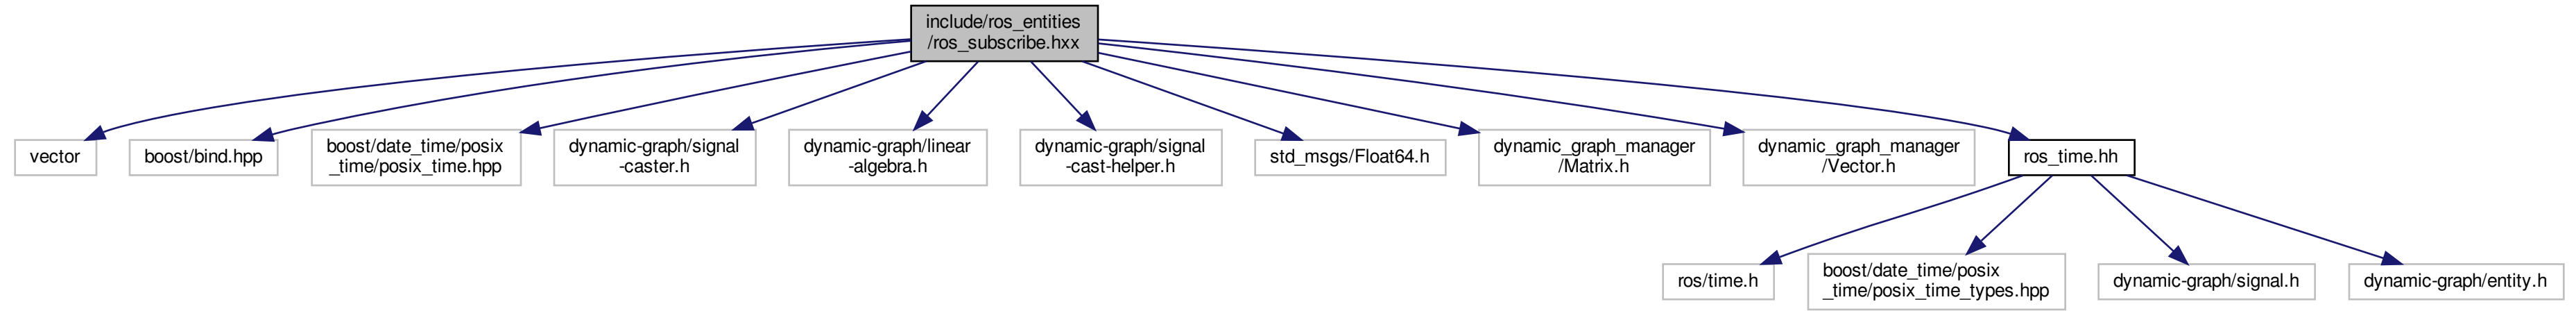 include/ros_entities
/ros_subscribe.hxx
vector
boost/bind.hpp
boost/date_time/posix
_time/posix_time.hpp
dynamic-graph/signal
-caster.h
dynamic-graph/linear
-algebra.h
dynamic-graph/signal
-cast-helper.h
std_msgs/Float64.h
dynamic_graph_manager
/Matrix.h
dynamic_graph_manager
/Vector.h
ros_time.hh
ros/time.h
boost/date_time/posix
_time/posix_time_types.hpp
dynamic-graph/signal.h
dynamic-graph/entity.h